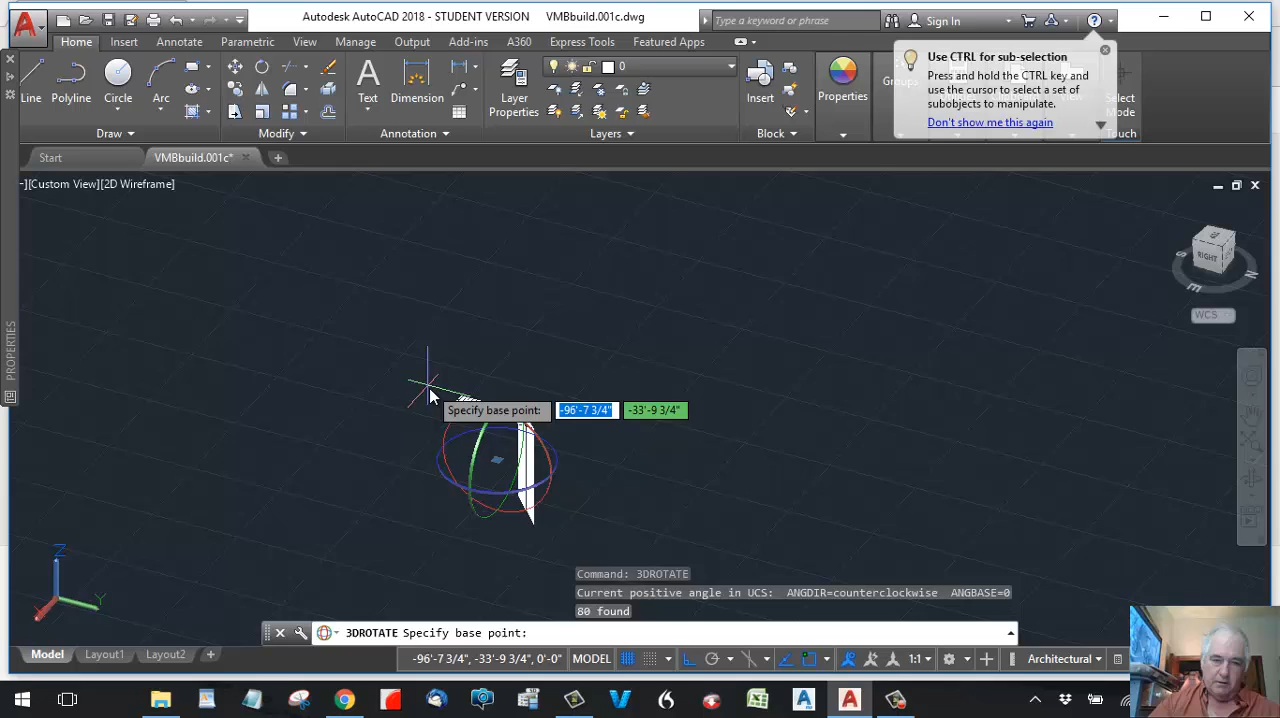 Autodesk AutoCAD 2018 - STUDENT VERSION VMBbuild.001c.dwg
Type a keyword or phrase
Sign In
Home Insert Annotate Parametric View Manage Output Add-ins A360 Express Tools Featured Apps
Use CTRL for sub-selection
Press and hold the CTRL key and
use the cursor to select a set of
subobjects to manipulate.
Don't show me this again
Line Polyline Circle Arc
Text Dimension
Layer
Properties
0
Insert
Properties
Groups
Select
Mode
Draw Modify Annotation Layers Block
Touch
Start VMBbuild.001c*
[Custom View][2D Wireframe]
RIGHT
S
N
E
WCS
PROPERTIES
Specify base point: -96'-7 3/4" -33'-9 3/4"
Z
Y
X
Command: 3DROTATE
Current positive angle in UCS: ANGDIR=counterclockwise ANGBASE=0
80 found
3DROTATE Specify base point:
Model Layout1 Layout2
-96'-7 3/4", -33'-9 3/4", 0'-0" MODEL
1:1
Architectural